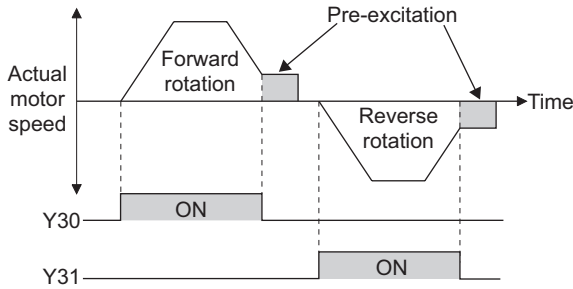 Pre-excitation
Forward
rotation
Actual
motor
speed
Time
Reverse
rotation
ON
Y30
ON
Y31